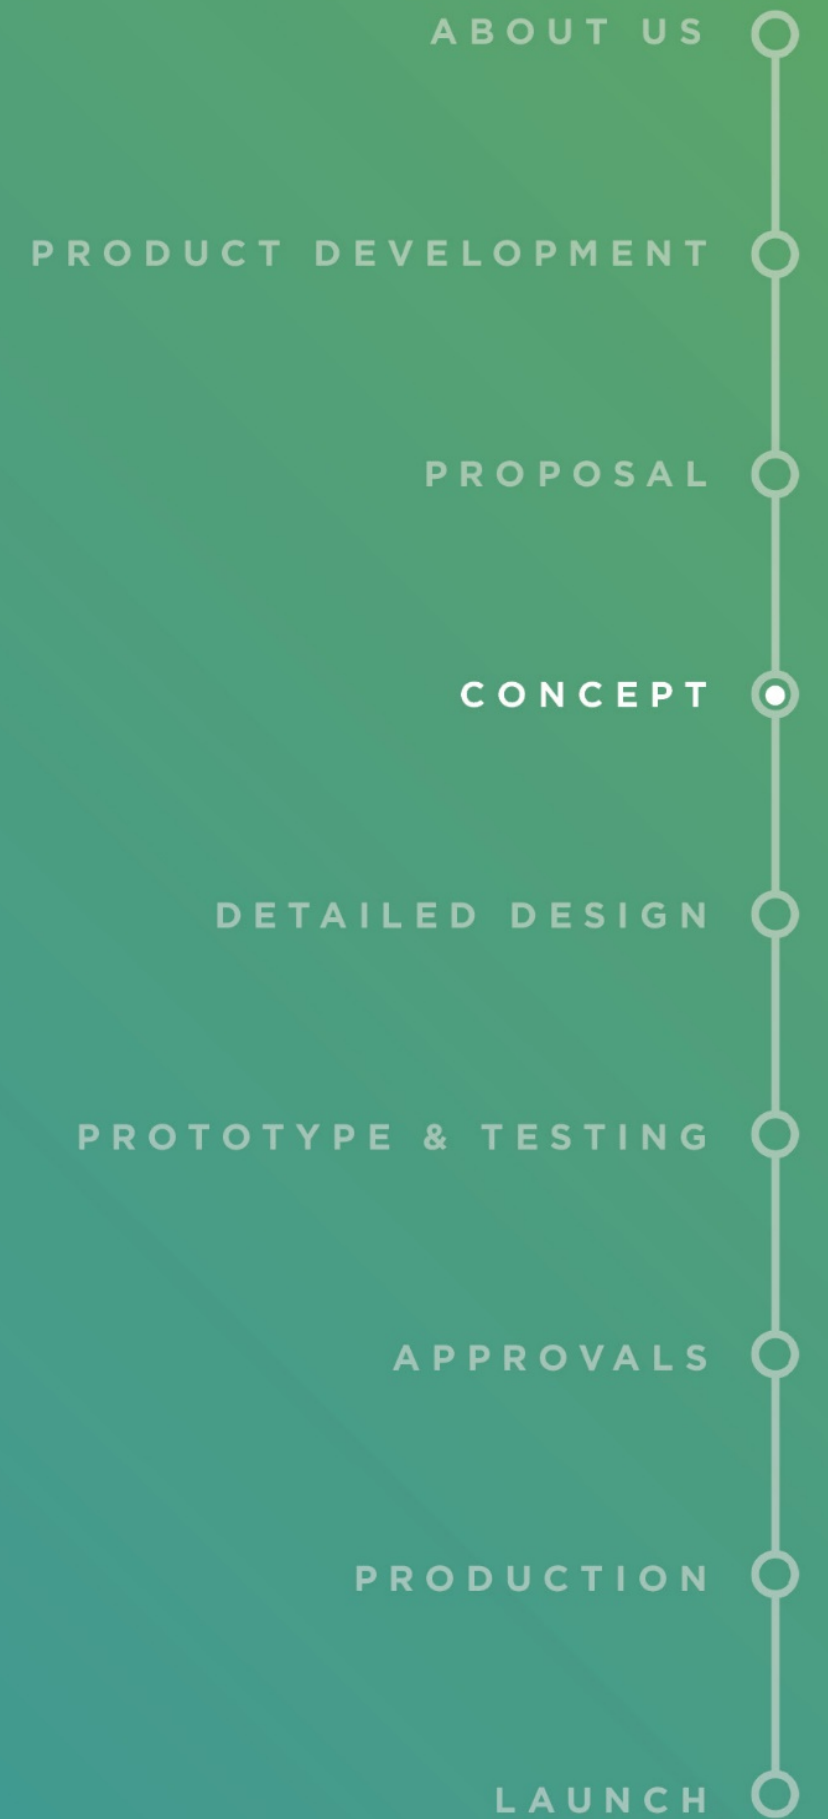 ABOUT US
PRODUCT DEVELOPMENT
PROPOSAL
CONCEPT
DETAILED DESIGN
PROTOTYPE & TESTING
APPROVALS
PRODUCTION
LAUNCH